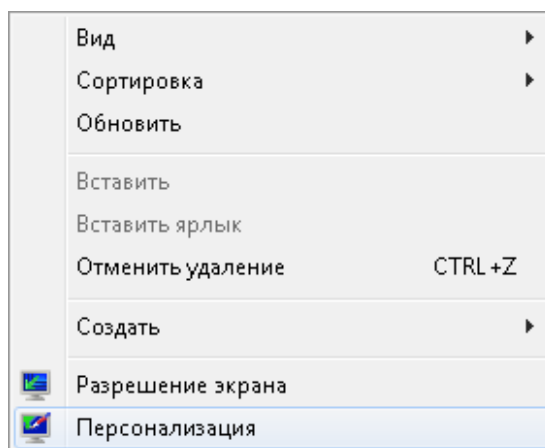 Вид
Сортировка
Обновить
Вставить
Вставить ярлык
Отменить удаление CTRL+Z
Создать
Разрешение экрана
Персонализация